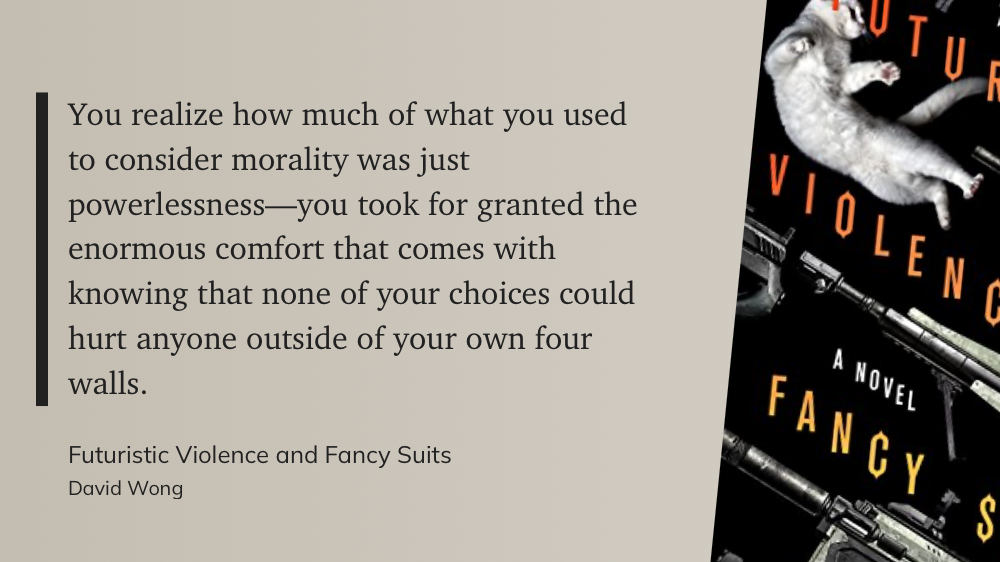 You realize how much of what you used
to consider morality was just
powerlessness—you took for granted the
enormous comfort that comes with
knowing that none of your choices could
hurt anyone outside of your own four
walls.
Futuristic Violence and Fancy Suits
David Wong
UTUR
VIOLENC
A NOVEL
FANCY S